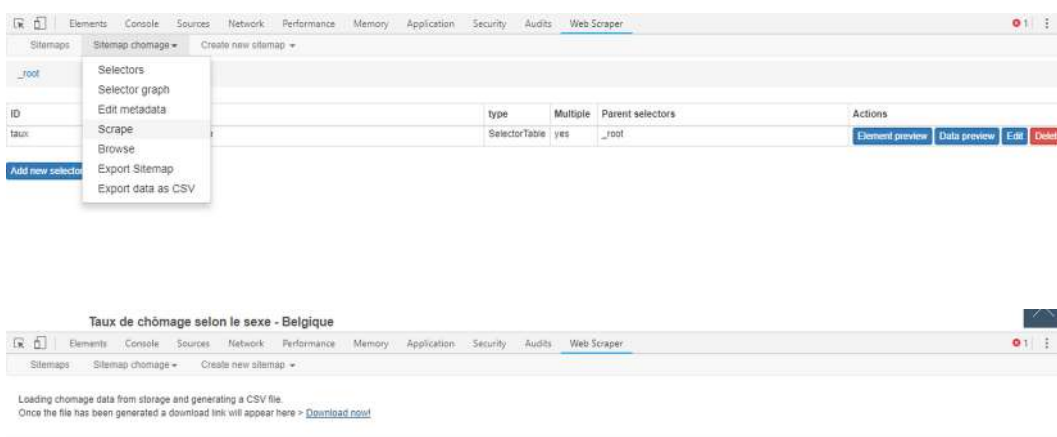 Elements Console Sources Network Performance Memory Application Security Audits Web Scraper 1
Sitemaps Sitemap chomage Create new sitemap
_root
Selectors
Selector graph
Edit metadata
Scrape
Browse
Export Sitemap
Export data as CSV
ID type Multiple Parent selectors Actions
taux SelectorTable yes _root Element preview Data preview Edit Delet
Add new selector
Taux de chômage selon le sexe - Belgique
Elements Console Sources Network Performance Memory Application Security Audits Web Scraper 1
Sitemaps Sitemap chomage Create new sitemap
Loading chomage data from storage and generating a CSV file.
Once the file has been generated a download link will appear here > Download now!